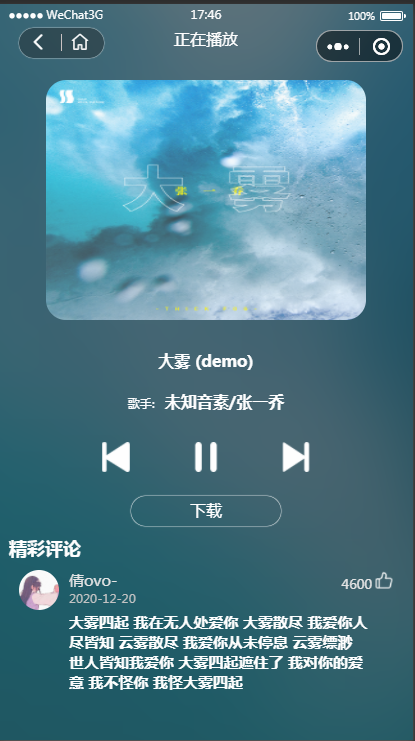 WeChat3G 17:46 100%
正在播放
大雾
张一乔
大雾 (demo)
歌手: 未知音素/张一乔
下载
精彩评论
倩ovo-
4600
2020-12-20
大雾四起 我在无人处爱你 大雾散尽 我爱你人
尽皆知 云雾散尽 我爱你从未停息 云雾缥渺
世人皆知我爱你 大雾四起遮住了 我对你的爱
意 我不怪你 我怪大雾四起